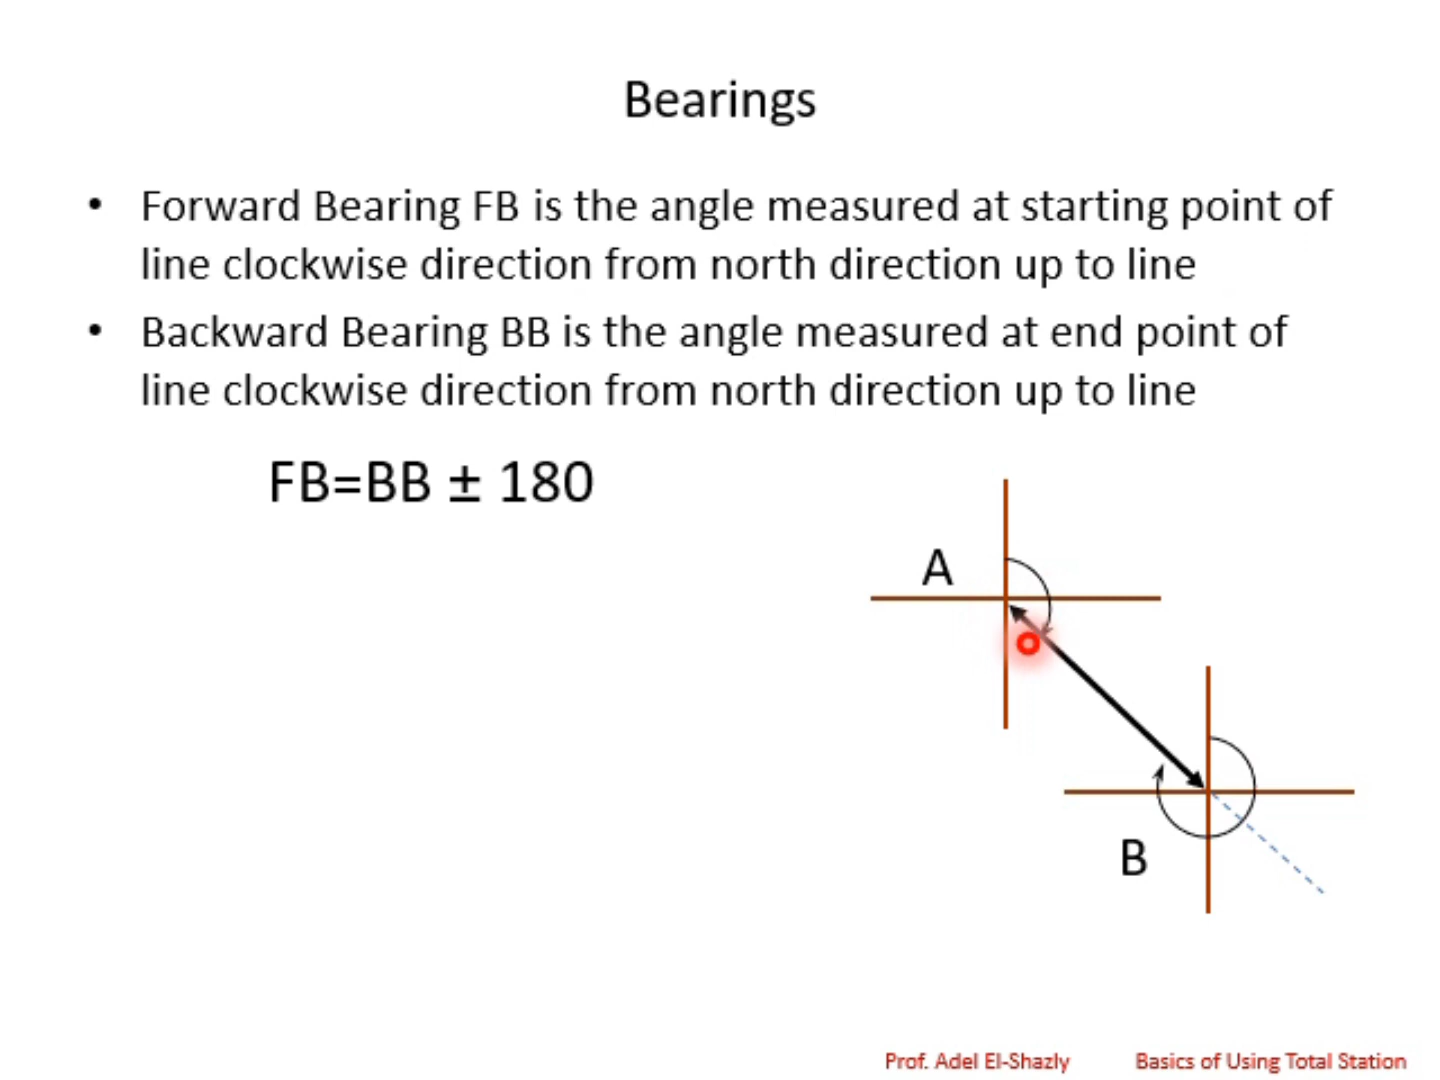 Bearings
• Forward Bearing FB is the angle measured at starting point of
line clockwise direction from north direction up to line
• Backward Bearing BB is the angle measured at end point of
line clockwise direction from north direction up to line
FB=BB ± 180
A
B
Prof. Adel El-Shazly Basics of Using Total Station